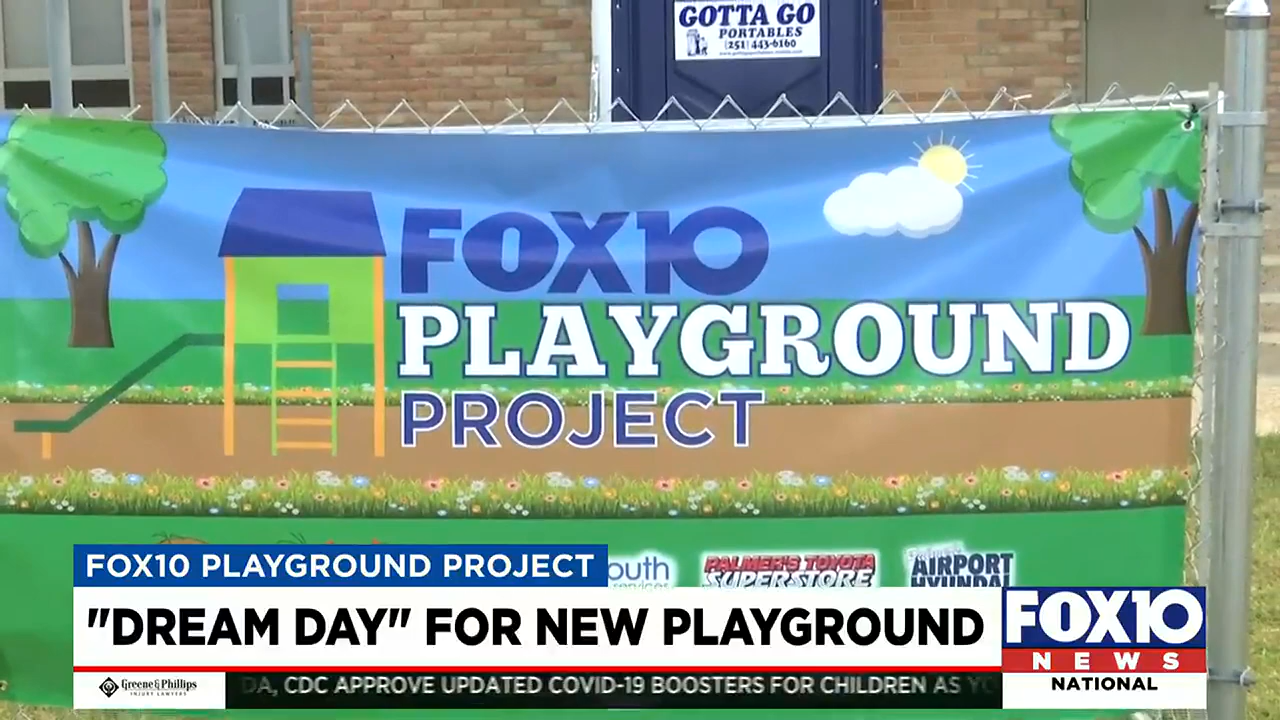 GOTTA GO
PORTABLES
(251) 443-6160
FOX10
PLAYGROUND
PROJECT
PALMER'S TOYOTA
SUPERSTORE
AIRPORT
HYUNDAI
FOX10 PLAYGROUND PROJECT
"DREAM DAY" FOR NEW PLAYGROUND
FOX10
NEWS
NATIONAL
Greene & Phillips
INJURY LAWYERS
DA, CDC APPROVE UPDATED COVID-19 BOOSTERS FOR CHILDREN AS